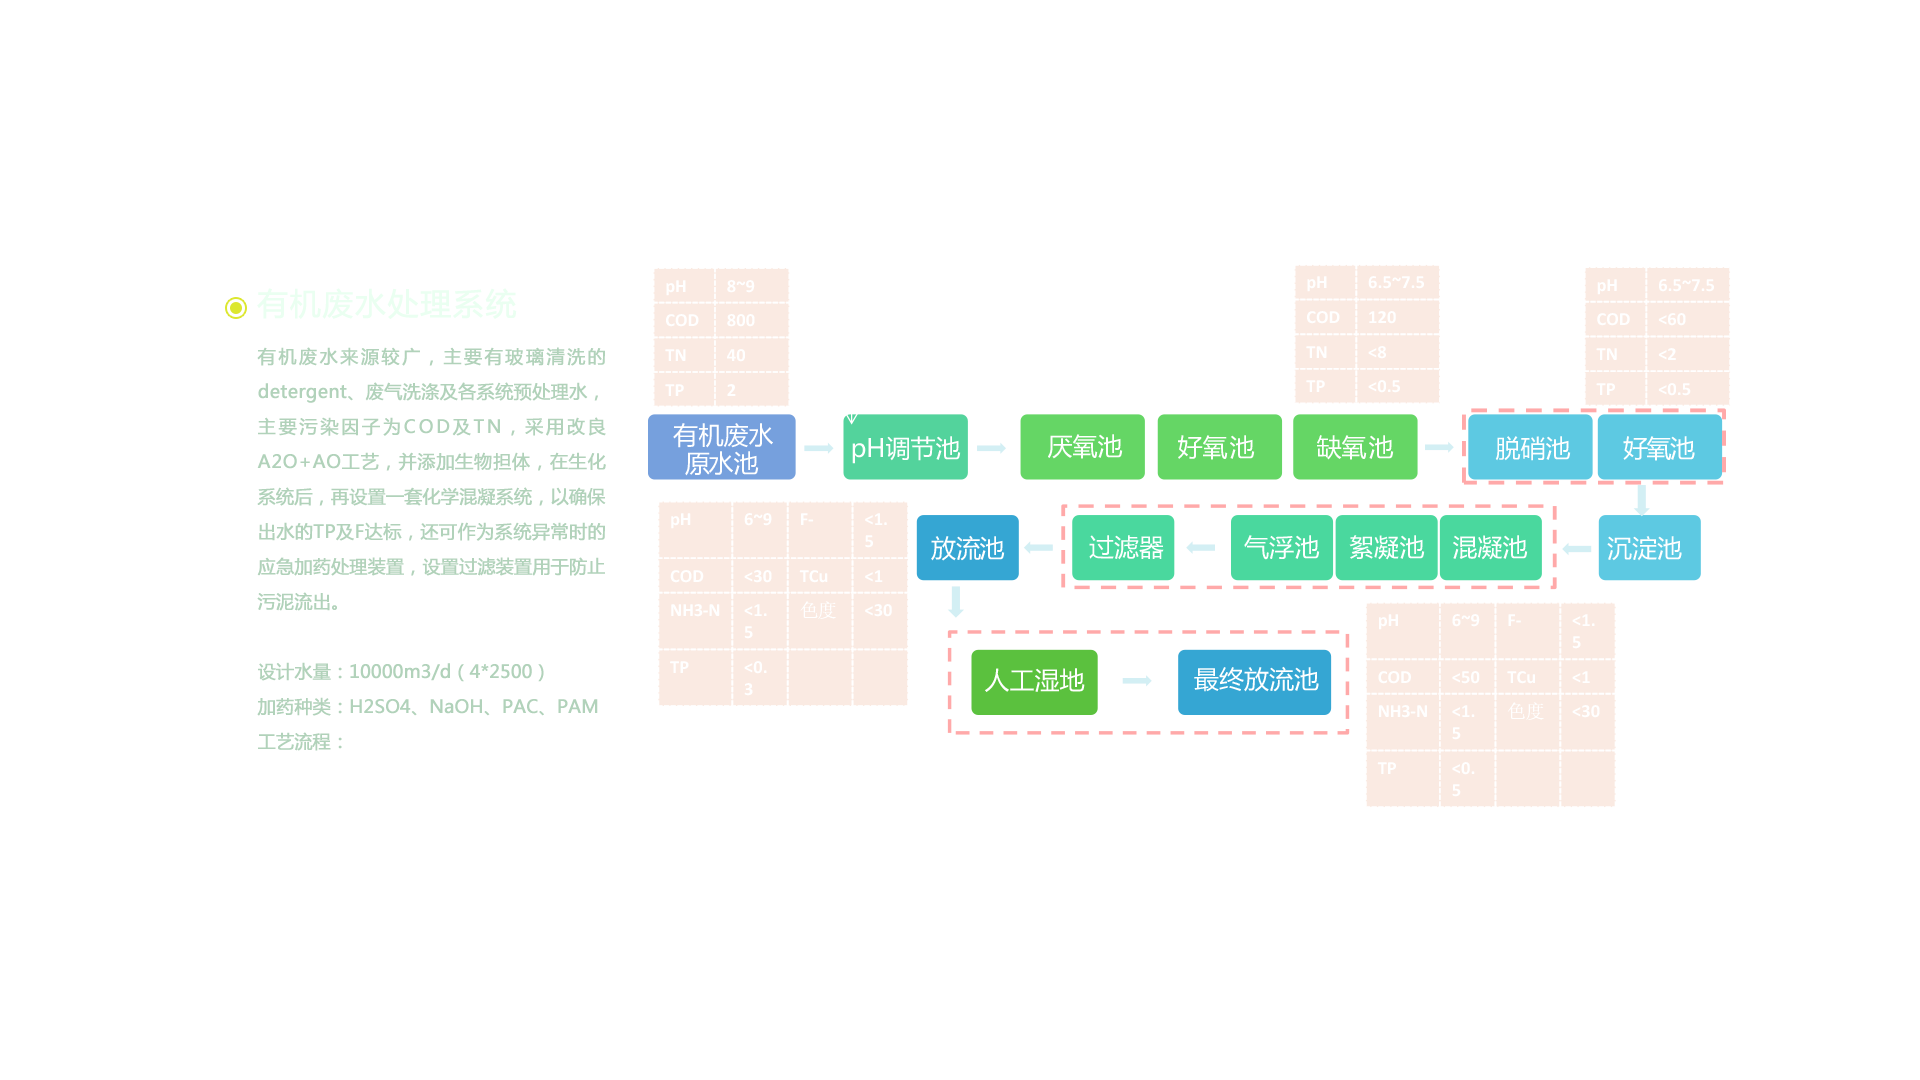 有机废水处理系统
有机废水来源较广，主要有玻璃清洗的
detergent、废气洗涤及各系统预处理水，
主要污染因子为COD及TN，采用改良
A2O+AO工艺，并添加生物担体，在生化
系统后，再设置一套化学混凝系统，以确保
出水的TP及F达标，还可作为系统异常时的
应急加药处理装置，设置过滤装置用于防止
污泥流出。
设计水量：10000m3/d（4*2500）
加药种类：H2SO4、NaOH、PAC、PAM
工艺流程：
pH 8~9
COD 800
TN 40
TP 2
pH 6.5~7.5
COD 120
TN <8
TP <0.5
pH 6.5~7.5
COD <60
TN <2
TP <0.5
有机废水
原水池
pH调节池
厌氧池
好氧池
缺氧池
脱硝池
好氧池
pH 6~9 F- <1.
5
COD <30 TCu <1
NH3-N <1. 色度 <30
5
TP <0.
3
放流池
过滤器
气浮池
絮凝池
混凝池
沉淀池
人工湿地
最终放流池
pH 6~9 F- <1.
5
COD <50 TCu <1
NH3-N <1. 色度 <30
5
TP <0.
5